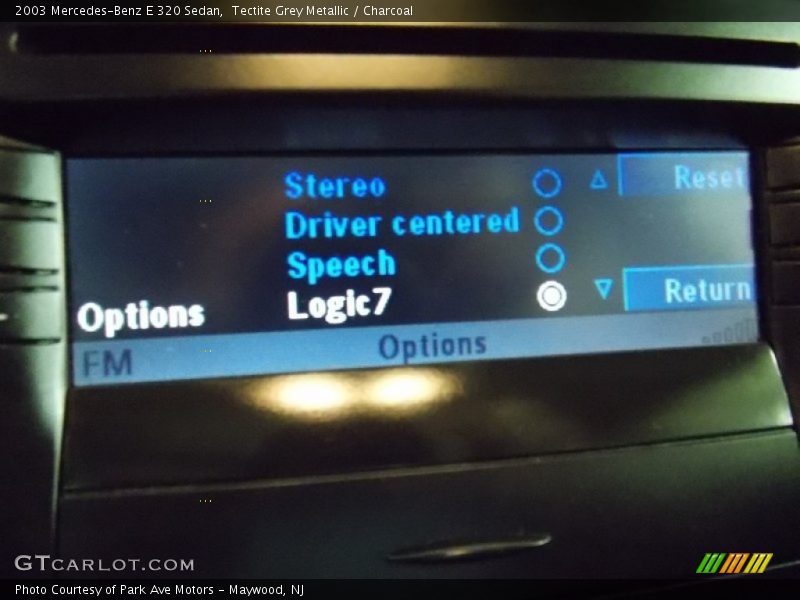 2003 Mercedes-Benz E 320 Sedan,  Tectite Grey Metallic / Charcoal
Stereo
Reset
Driver centered
Speech
Options
Logic7
Return
FM
Options
GTCARLOT.COM
Photo Courtesy of Park Ave Motors - Maywood, NJ